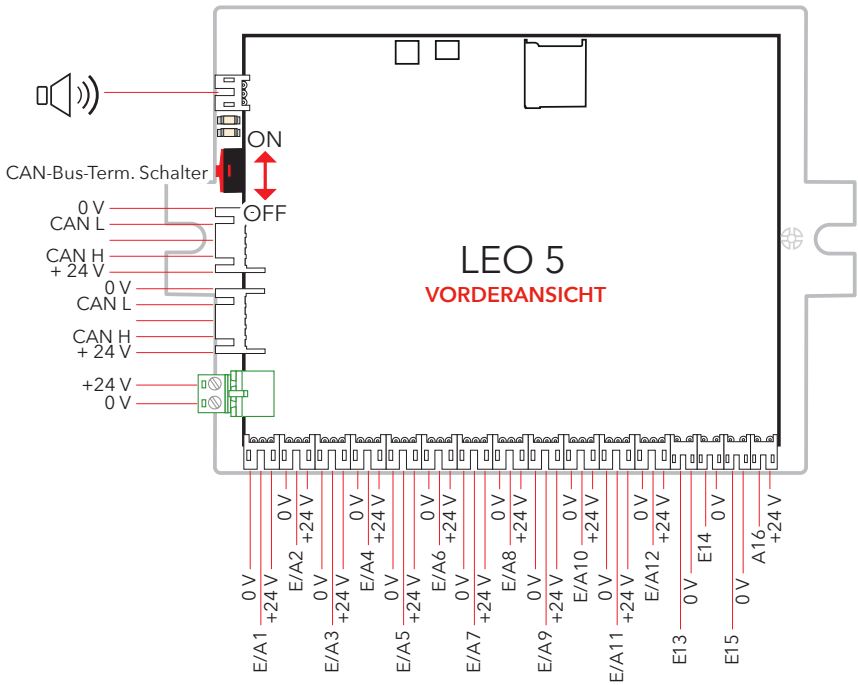 ON
CAN-Bus-Term. Schalter
OFF
0 V
CAN L
CAN H
+ 24 V
0 V
CAN L
CAN H
+ 24 V
+24 V
0 V
LEO 5
VORDERANSICHT
0 V
E/A1
+24 V
0 V
E/A2
+24 V
0 V
E/A3
+24 V
0 V
E/A4
+24 V
0 V
E/A5
+24 V
0 V
E/A6
+24 V
0 V
E/A7
+24 V
0 V
E/A8
+24 V
0 V
E/A9
+24 V
0 V
E/A10
+24 V
0 V
E/A11
+24 V
0 V
E/A12
+24 V
E13
0 V
E14
0 V
E15
0 V
A16
+24 V